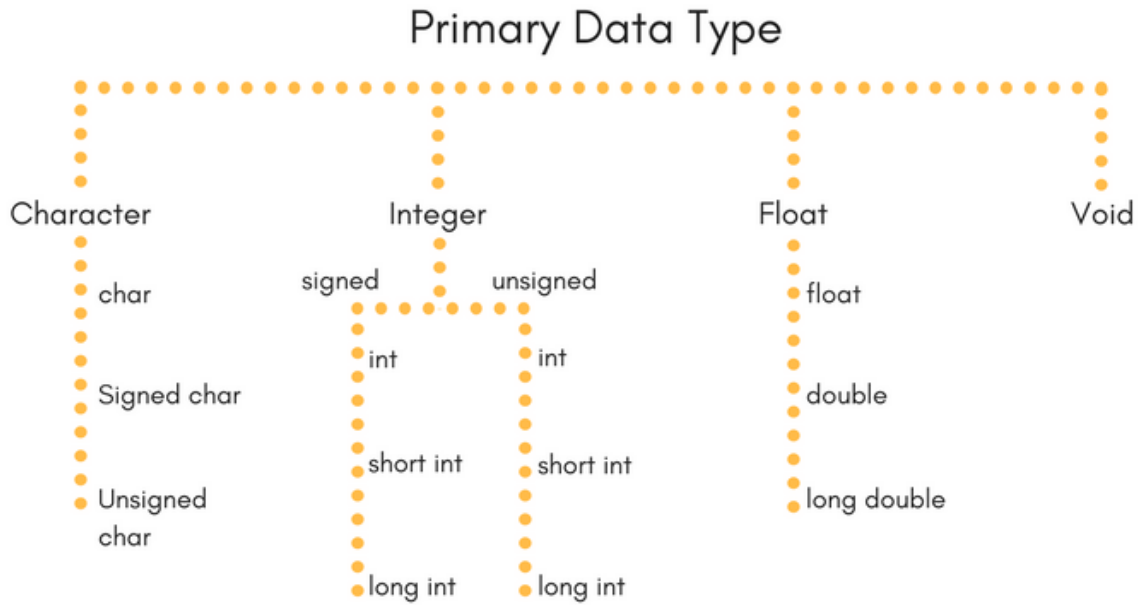 Primary Data Type
Character
Integer
Float
Void
char
Signed char
Unsigned
char
signed
unsigned
int
short int
long int
int
short int
long int
float
double
long double